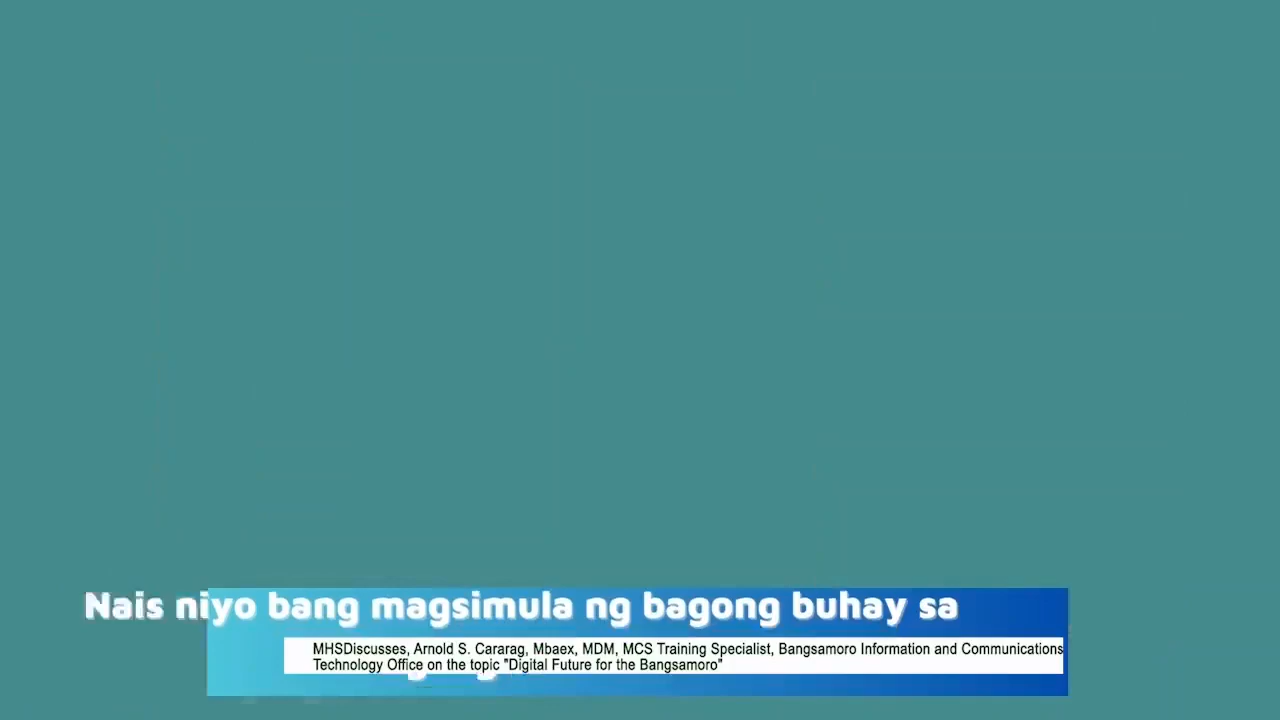 Nais niyo bang magsimula ng bagong buhay sa
MHSDiscusses, Arnold S. Cararag, Mbaex, MDM, MCS Training Specialist, Bangsamoro Information and Communications
Technology Office on the topic "Digital Future for the Bangsamoro"